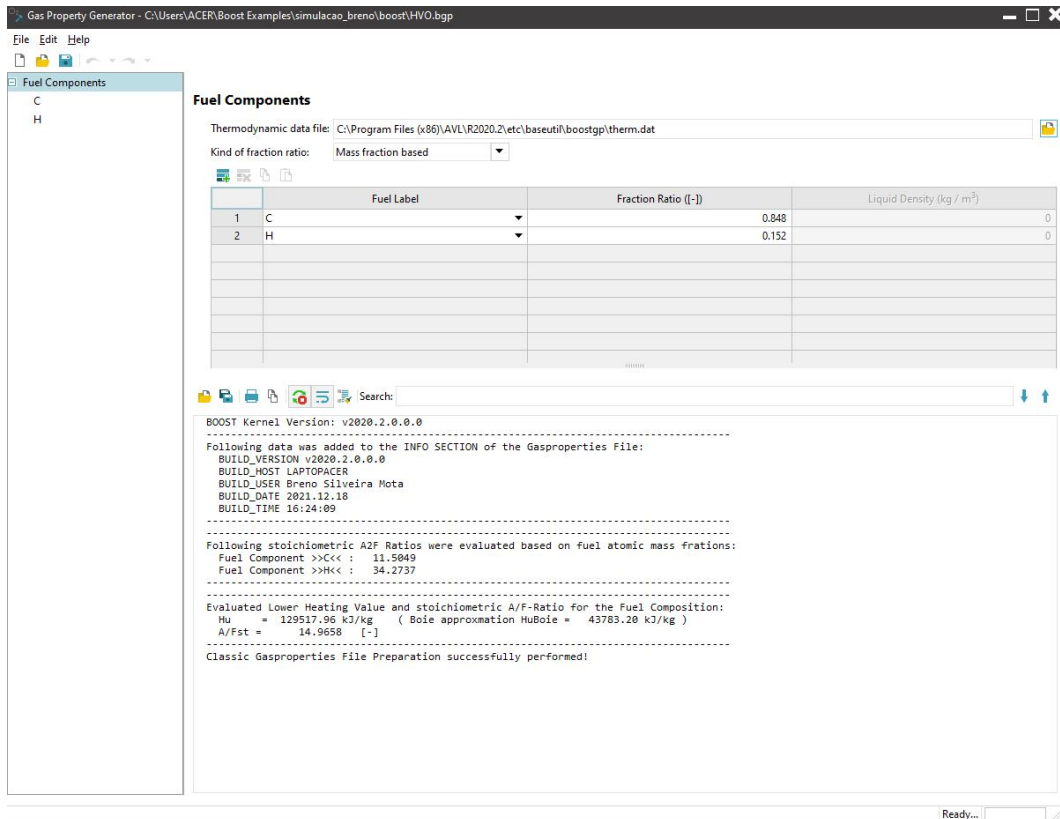 Gas Property Generator - C:\Users\ACER\Boost Examples\simulacao_breno\boost\HVO.bgp
File Edit Help
Fuel Components
C
H
Fuel Components
Thermodynamic data file: C:\Program Files (x86)\AVL\R2020.2\etc\baseutil\boostgp\therm.dat
Kind of fraction ratio: Mass fraction based
Fuel Label Fraction Ratio ([-]) Liquid Density (kg / m³)
1 C 0.848 0
2 H 0.152 0
Search:
BOOST Kernel Version: v2020.2.0.0.0
--------------------------------------------------------------------------------
Following data was added to the INFO SECTION of the Gasproperties File:
BUILD_VERSION v2020.2.0.0.0
BUILD_HOST LAPTOPACER
BUILD_USER Breno Silveira Mota
BUILD_DATE 2021.12.18
BUILD_TIME 16:24:09
--------------------------------------------------------------------------------
--------------------------------------------------------------------------------
Following stoichiometric A2F Ratios were evaluated based on fuel atomic mass frations:
Fuel Component >>C<< : 11.5049
Fuel Component >>H<< : 34.2737
--------------------------------------------------------------------------------
--------------------------------------------------------------------------------
Evaluated Lower Heating Value and stoichiometric A/F-Ratio for the Fuel Composition:
Hu = 129517.96 kJ/kg ( Boie approxmation HuBoie = 43783.20 kJ/kg )
A/Fst = 14.9658 [-]
--------------------------------------------------------------------------------
Classic Gasproperties File Preparation successfully performed!
Ready...